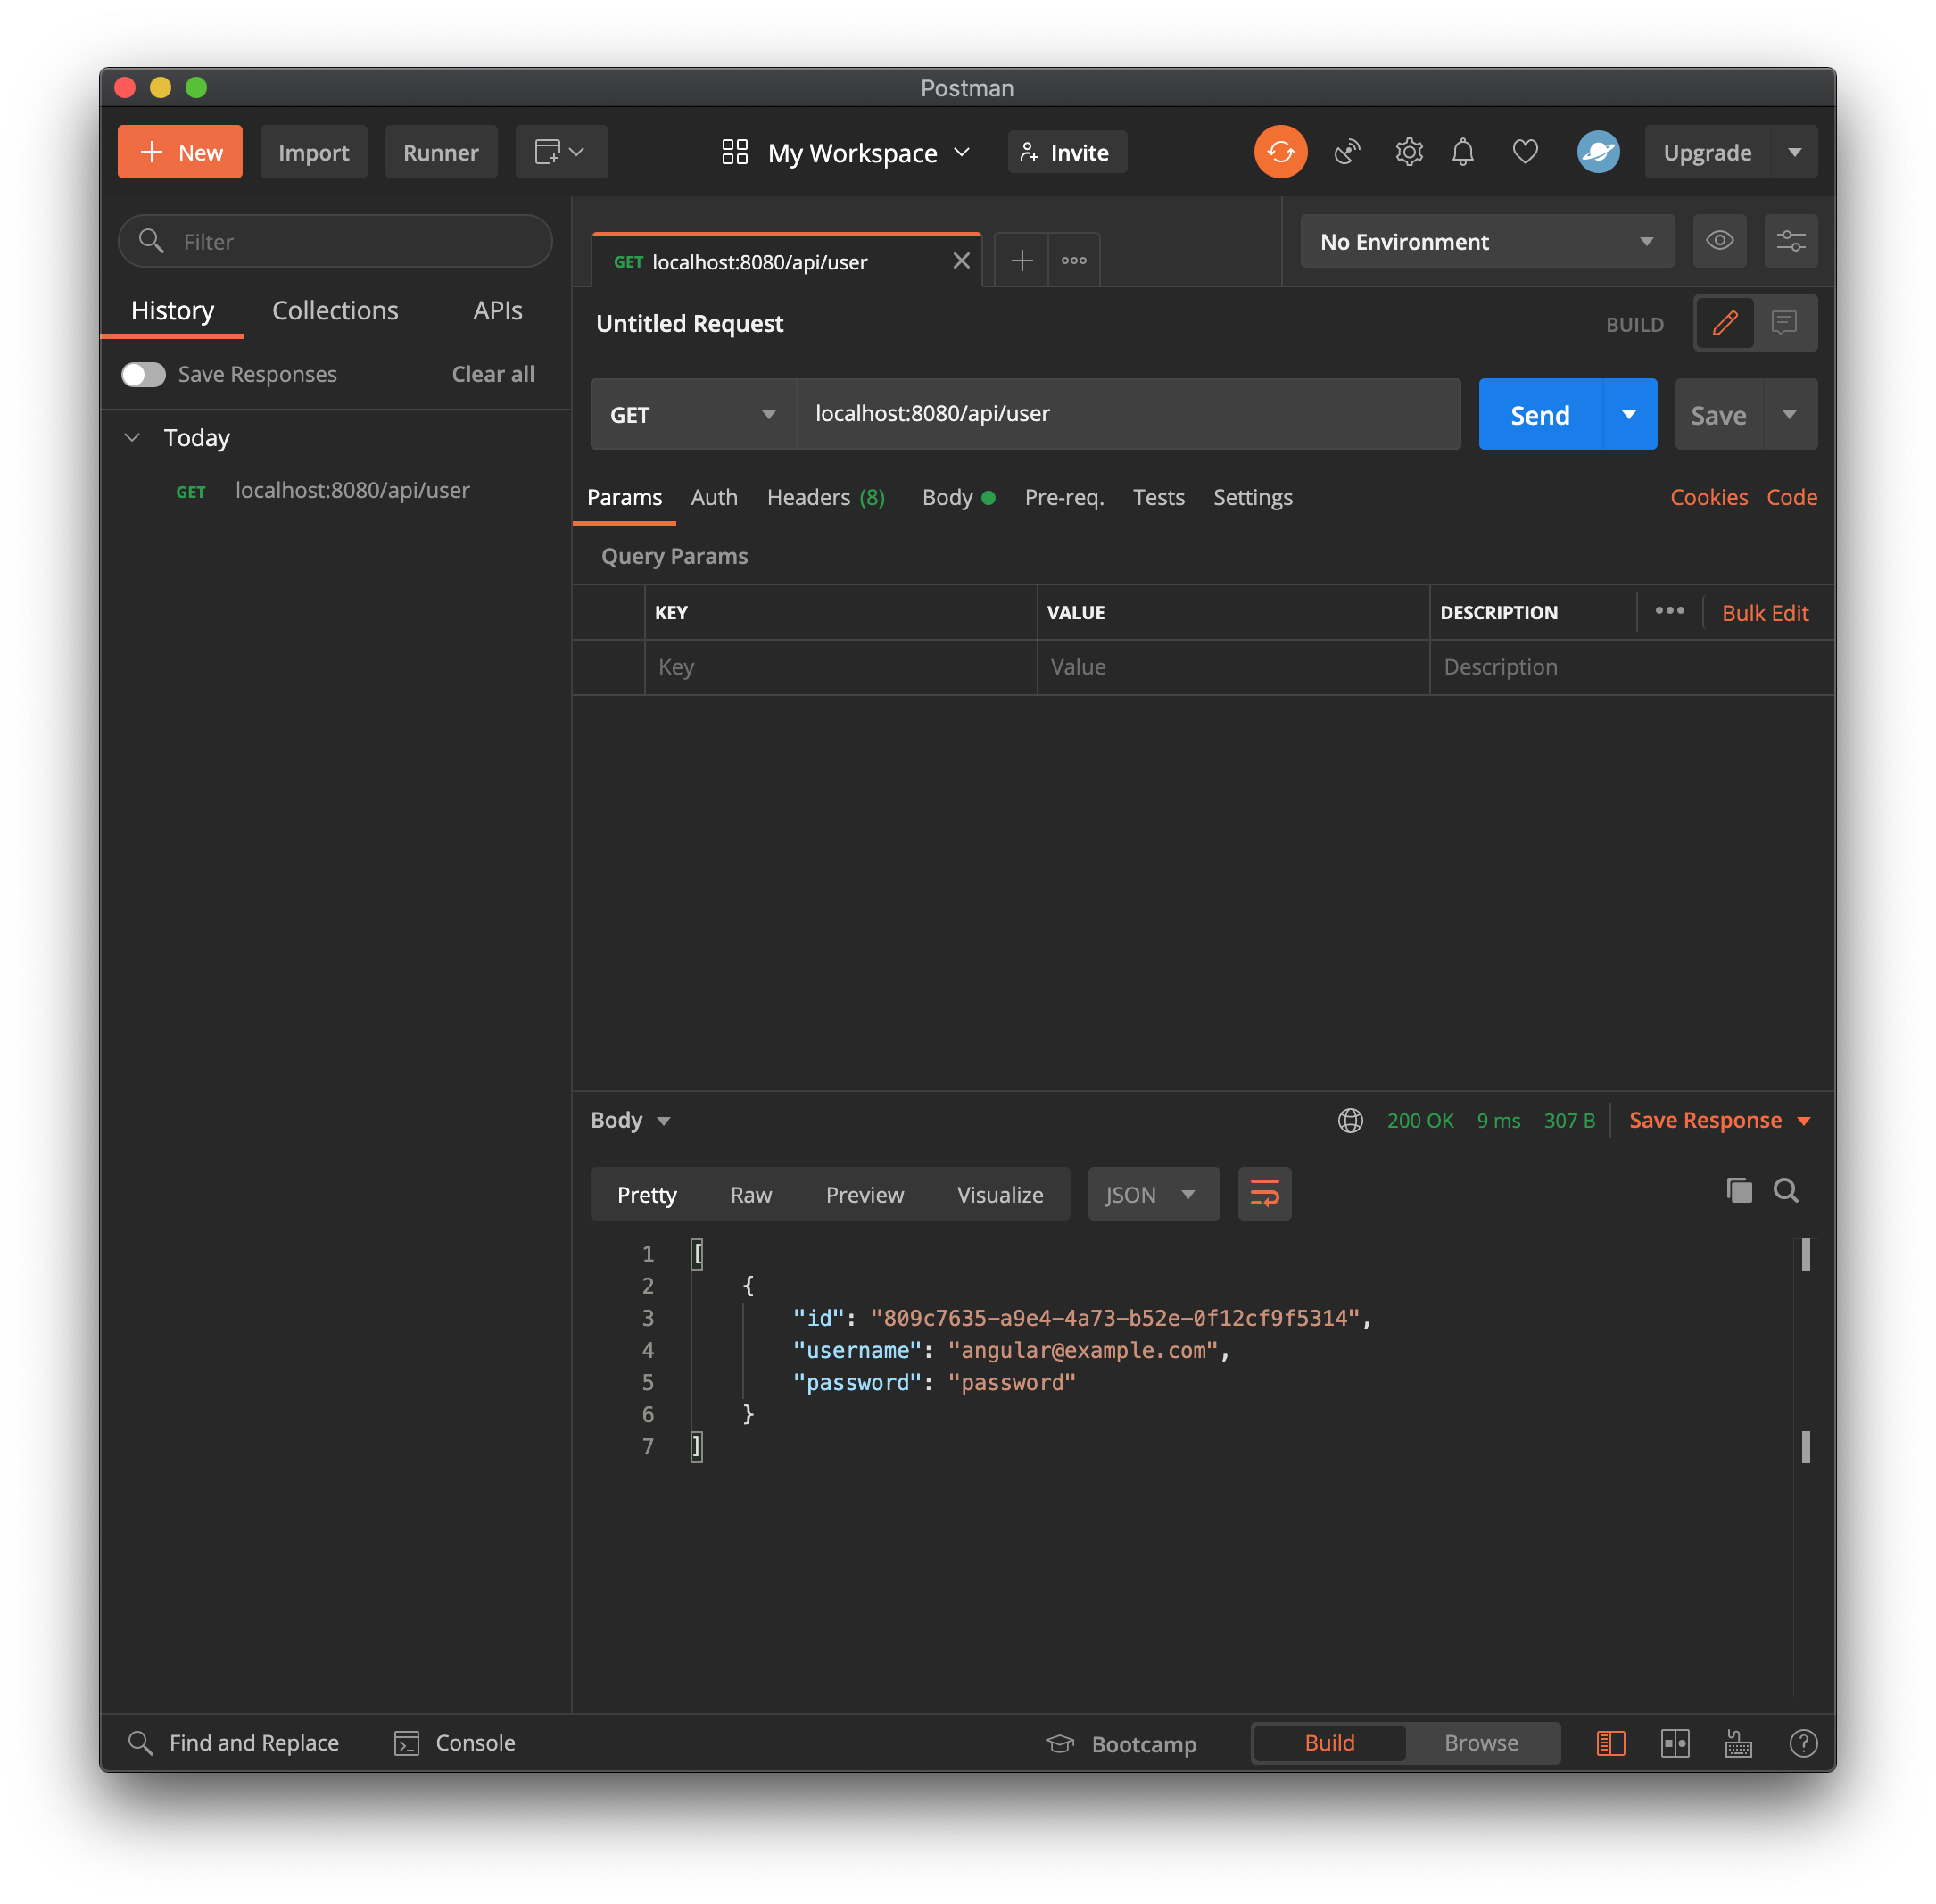 Postman
New
Import
Runner
My Workspace
Invite
Upgrade
Filter
History
Collections
APIs
Save Responses
Clear all
Today
GET localhost:8080/api/user
GET localhost:8080/api/user
No Environment
Untitled Request
BUILD
GET
localhost:8080/api/user
Send
Save
Params Auth Headers (8) Body Pre-req. Tests Settings
Cookies Code
Query Params
KEY VALUE DESCRIPTION Bulk Edit
Key Value Description
Body
200 OK 9 ms 307 B Save Response
Pretty Raw Preview Visualize JSON
1 [
2 {
3 "id": "809c7635-a9e4-4a73-b52e-0f12cf9f5314",
4 "username": "angular@example.com",
5 "password": "password"
6 }
7 ]
Find and Replace
Console
Bootcamp
Build
Browse